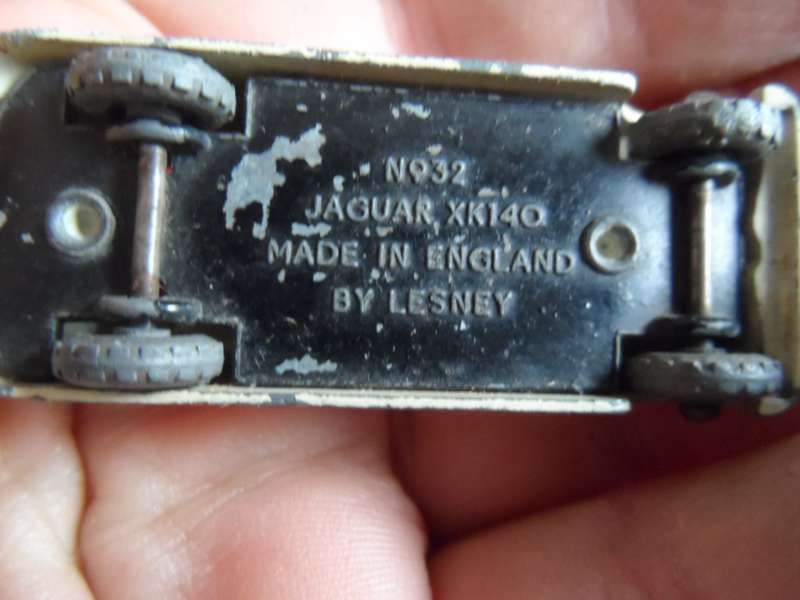 NO32
JAGUAR XK140
MADE IN ENGLAND
BY LESNEY